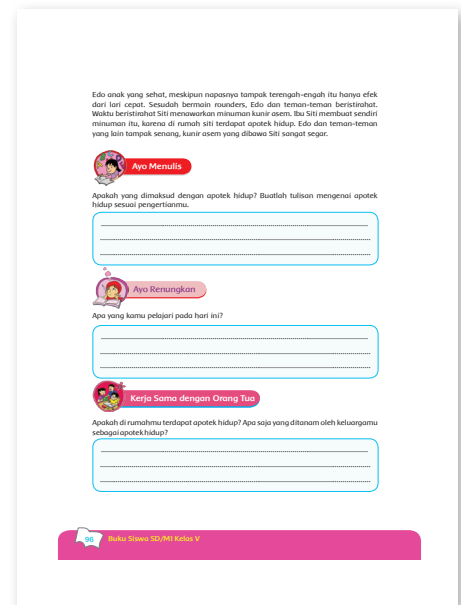 Edo anak yang sehat, meskipun napasnya tampak terengah-engah itu hanya efek
dari lari cepat. Sesudah bermain rounders, Edo dan teman-teman beristirahat.
Waktu beristirahat Siti menawarkan minuman kunir asem. Ibu Siti membuat sendiri
minuman itu, karena di rumah siti terdapat apotek hidup. Edo dan teman-teman
yang lain tampak senang, kunir asem yang dibawa Siti sangat segar.
Ayo Menulis
Apakah yang dimaksud dengan apotek hidup? Buatlah tulisan mengenai apotek
hidup sesuai pengertianmu.
Ayo Renungkan
Apa yang kamu pelajari pada hari ini?
Kerja Sama dengan Orang Tua
Apakah di rumahmu terdapat apotek hidup? Apa saja yang ditanam oleh keluargamu
sebagai apotek hidup?
96 Buku Siswa SD/MI Kelas V